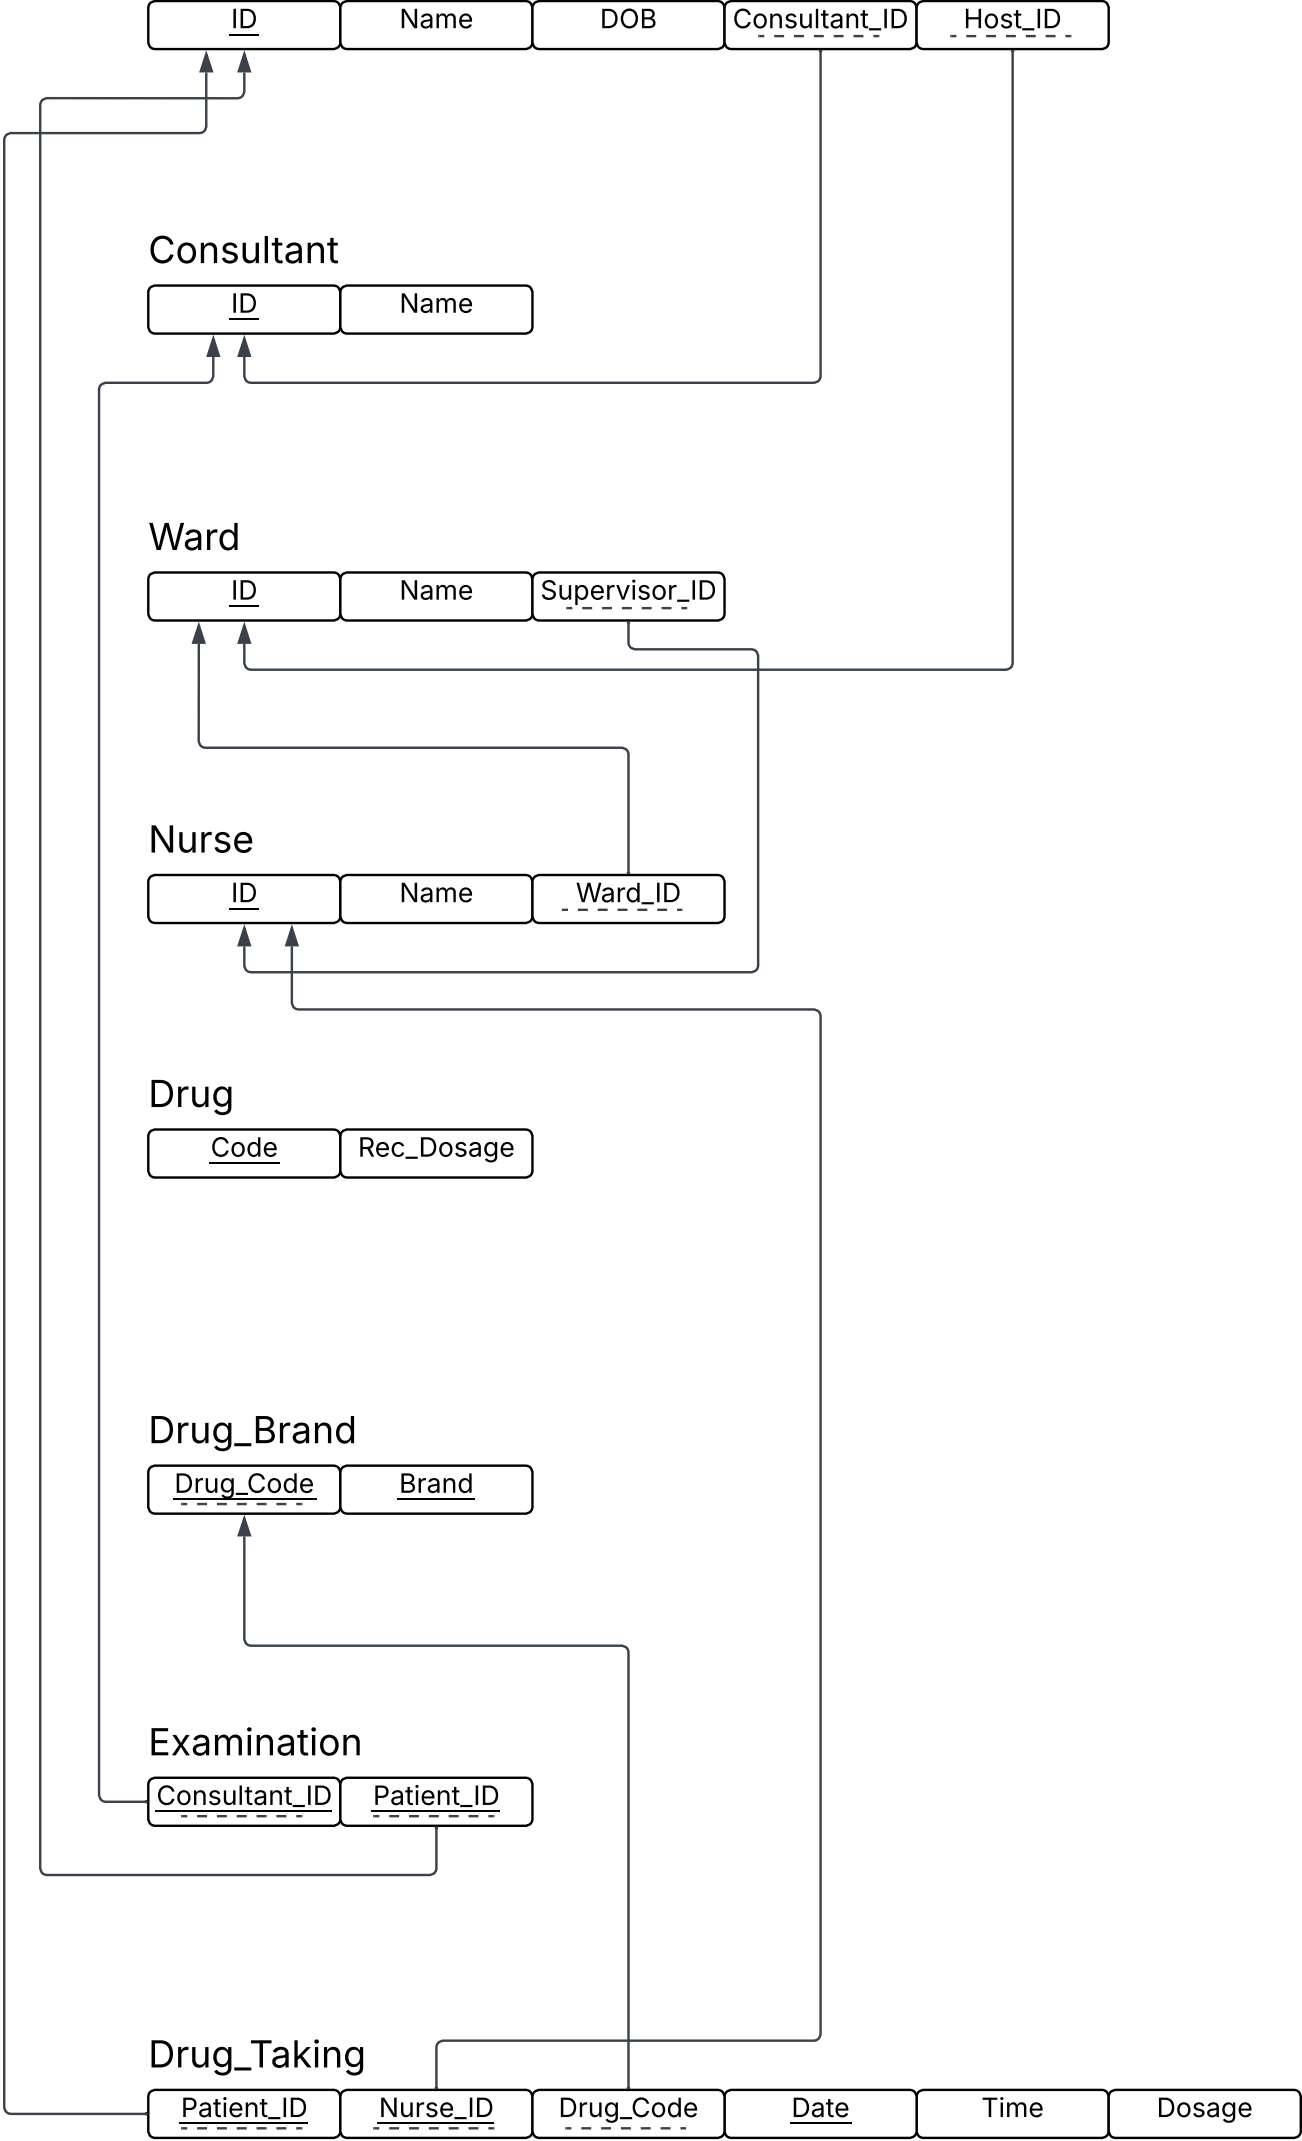 ID Name DOB Consultant_ID Host_ID
Consultant
ID Name
Ward
ID Name Supervisor_ID
Nurse
ID Name Ward_ID
Drug
Code Rec_Dosage
Drug_Brand
Drug_Code Brand
Examination
Consultant_ID Patient_ID
Drug_Taking
Patient_ID Nurse_ID Drug_Code Date Time Dosage